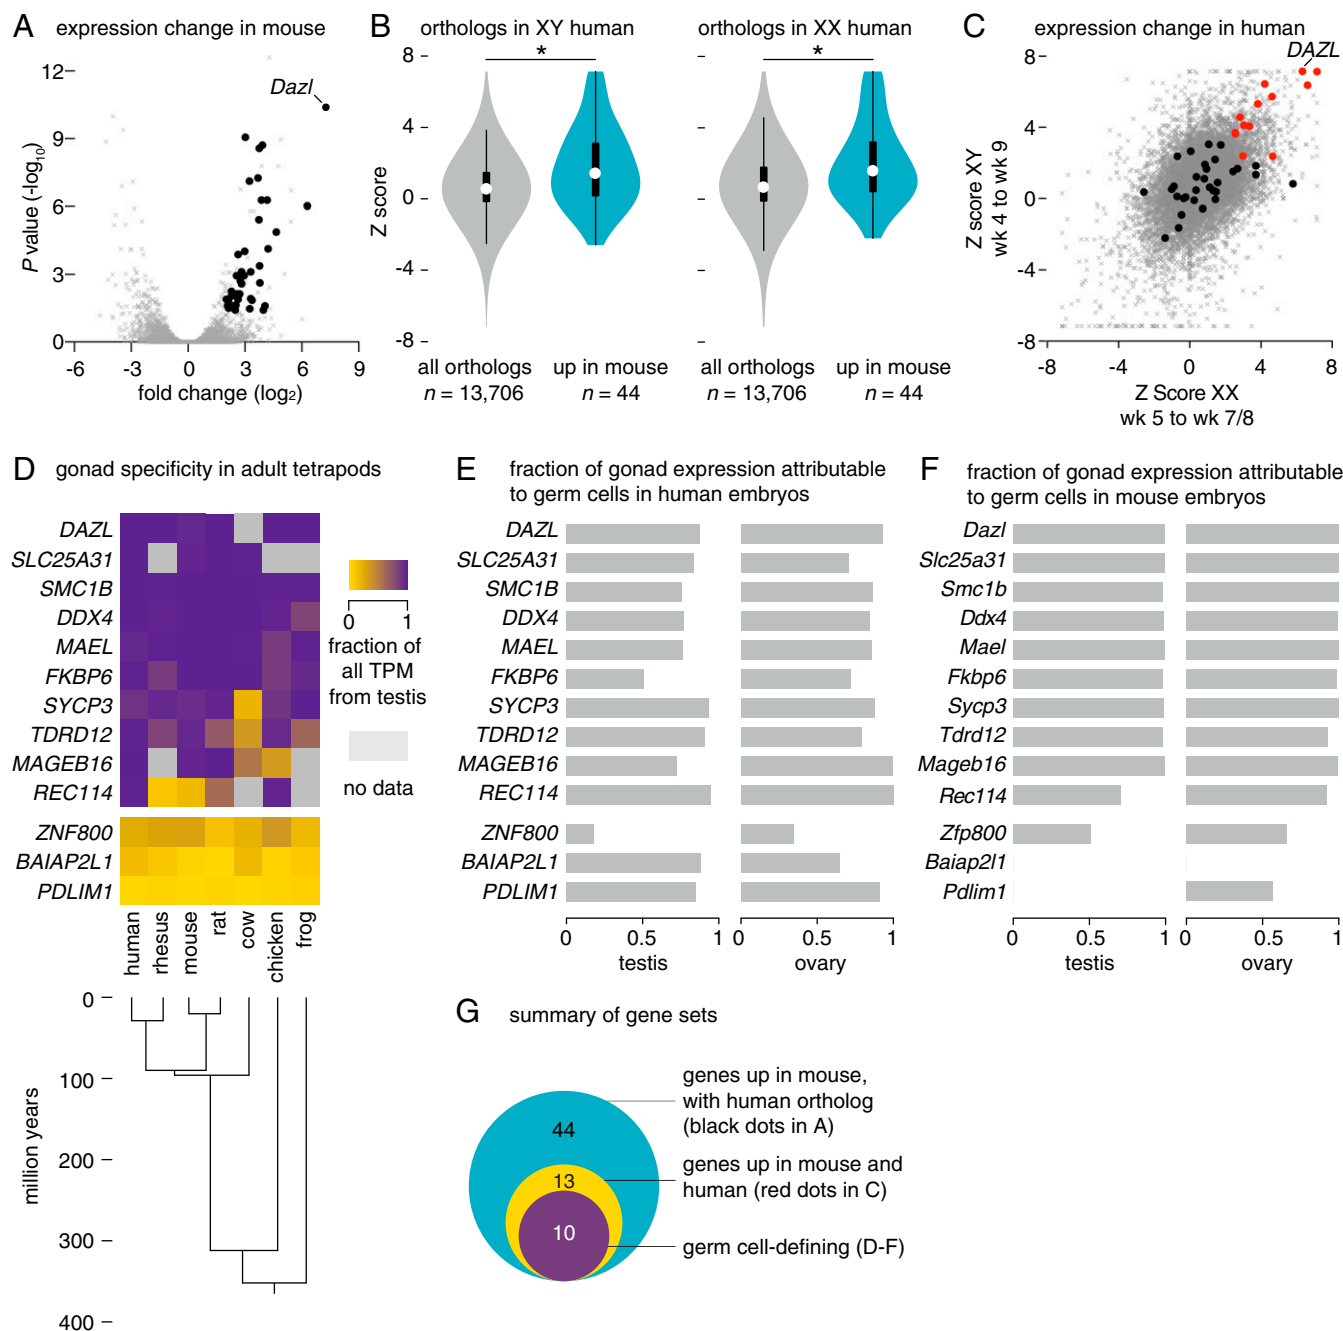 A expression change in mouse
Dazl
12
9
6
3
0
P value (-log10)
-6 -3 0 3 6 9
fold change (log2)
B orthologs in XY human
orthologs in XX human
*
*
8
4
0
-4
-8
Z score
all orthologs
n = 13,706
up in mouse
n = 44
all orthologs
n = 13,706
up in mouse
n = 44
C expression change in human
DAZL
8
4
0
-4
-8
Z score XY
wk 4 to wk 9
-8 -4 0 4 8
Z Score XX
wk 5 to wk 7/8
D gonad specificity in adult tetrapods
DAZL
SLC25A31
SMC1B
DDX4
MAEL
FKBP6
SYCP3
TDRD12
MAGEB16
REC114
ZNF800
BAIAP2L1
PDLIM1
human
rhesus
mouse
rat
cow
chicken
frog
0 1
fraction of
all TPM
from testis
no data
0
100
200
300
400
million years
E fraction of gonad expression attributable
to germ cells in human embryos
DAZL
SLC25A31
SMC1B
DDX4
MAEL
FKBP6
SYCP3
TDRD12
MAGEB16
REC114
ZNF800
BAIAP2L1
PDLIM1
0 0.5 1
testis
0 0.5 1
ovary
F fraction of gonad expression attributable
to germ cells in mouse embryos
Dazl
Slc25a31
Smc1b
Ddx4
Mael
Fkbp6
Sycp3
Tdrd12
Mageb16
Rec114
Zfp800
Baiap2l1
Pdlim1
0 0.5 1
testis
0 0.5 1
ovary
G summary of gene sets
44
13
10
genes up in mouse,
with human ortholog
(black dots in A)
genes up in mouse and
human (red dots in C)
germ cell-defining (D-F)